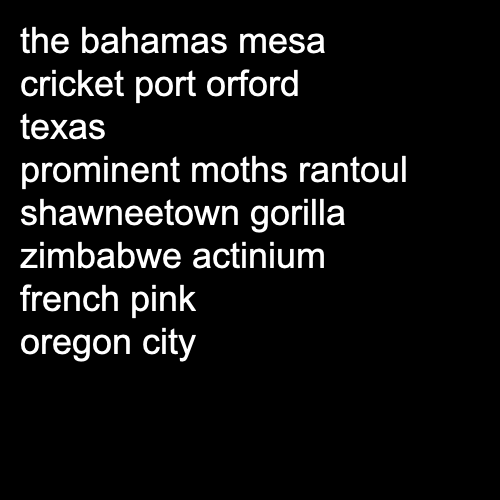 the bahamas mesa
cricket port orford
texas
prominent moths rantoul
shawneetown gorilla
zimbabwe actinium
french pink
oregon city